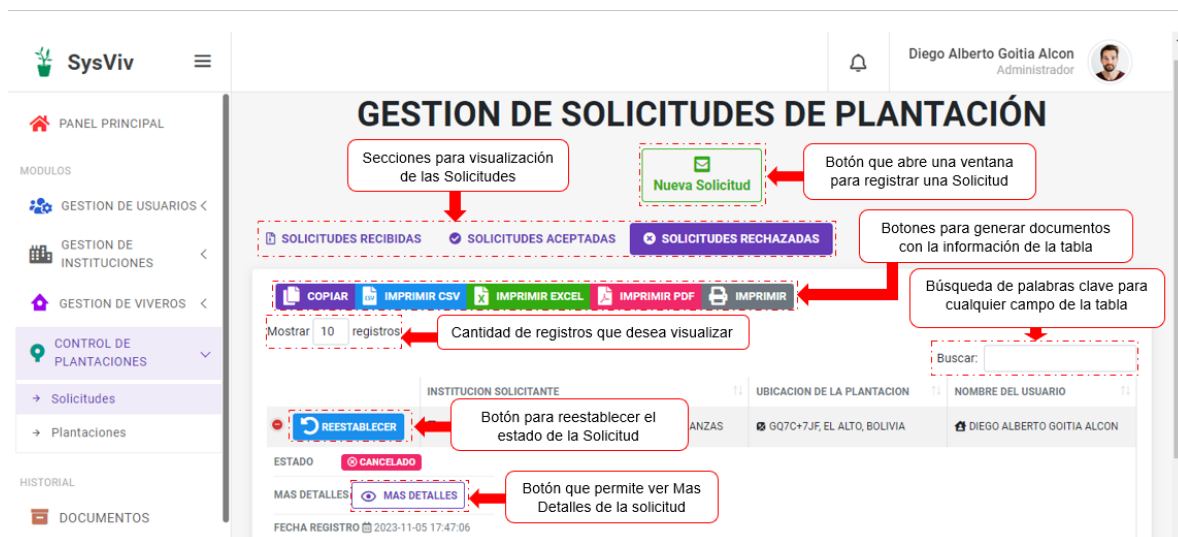 SysViv
Diego Alberto Goitia Alcon
Administrador
PANEL PRINCIPAL
MODULOS
GESTION DE USUARIOS
GESTION DE
INSTITUCIONES
GESTION DE VIVEROS
CONTROL DE
PLANTACIONES
Solicitudes
Plantaciones
HISTORIAL
DOCUMENTOS
GESTION DE SOLICITUDES DE PLANTACIÓN
Secciones para visualización
de las Solicitudes
Nueva Solicitud
Botón que abre una ventana
para registrar una Solicitud
SOLICITUDES RECIBIDAS SOLICITUDES ACEPTADAS SOLICITUDES RECHAZADAS
Botones para generar documentos
con la información de la tabla
COPIAR IMPRIMIR CSV IMPRIMIR EXCEL IMPRIMIR PDF IMPRIMIR
Búsqueda de palabras clave para
cualquier campo de la tabla
Mostrar 10 registros
Cantidad de registros que desea visualizar
Buscar:
INSTITUCION SOLICITANTE UBICACION DE LA PLANTACION NOMBRE DEL USUARIO
REESTABLECER
Botón para reestablecer el
estado de la Solicitud
ANZAS GQ7C+7JF, EL ALTO, BOLIVIA DIEGO ALBERTO GOITIA ALCON
ESTADO CANCELADO
MAS DETALLES MAS DETALLES
Botón que permite ver Mas
Detalles de la solicitud
FECHA REGISTRO 2023-11-05 17:47:06